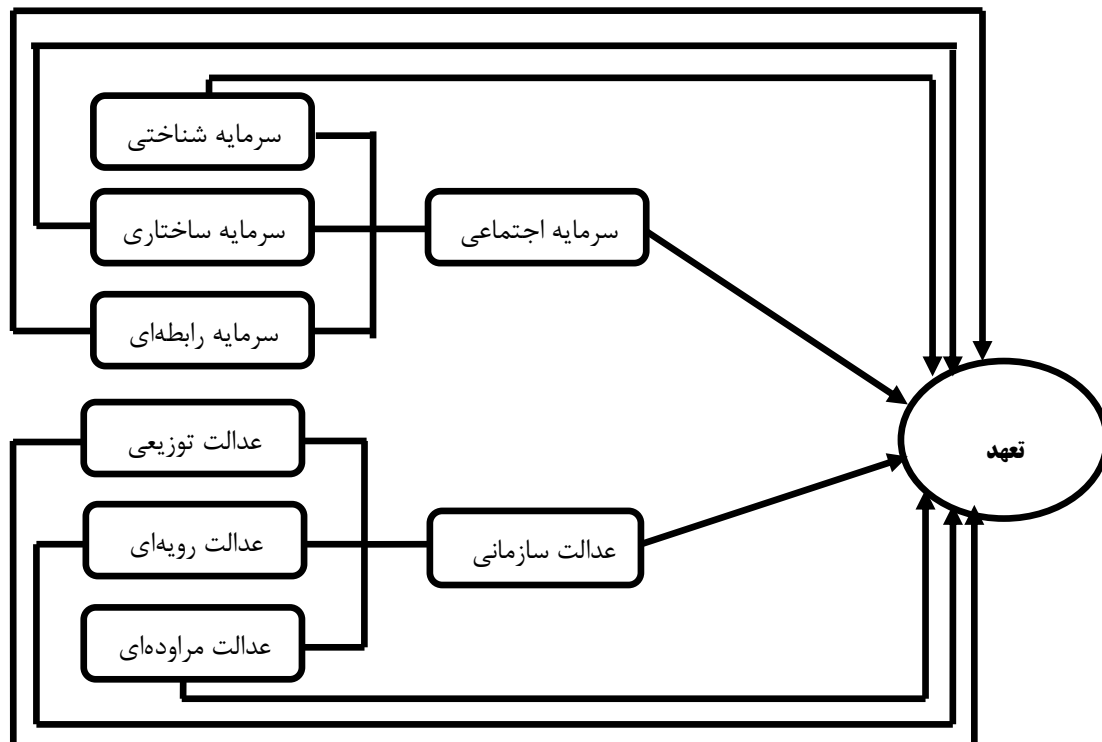 سرمایه شناختی
سرمایه ساختاری
سرمایه اجتماعی
سرمایه رابطه‌ای
عدالت توزیعی
تعهد
عدالت رویه‌ای
عدالت سازمانی
عدالت مراوده‌ای